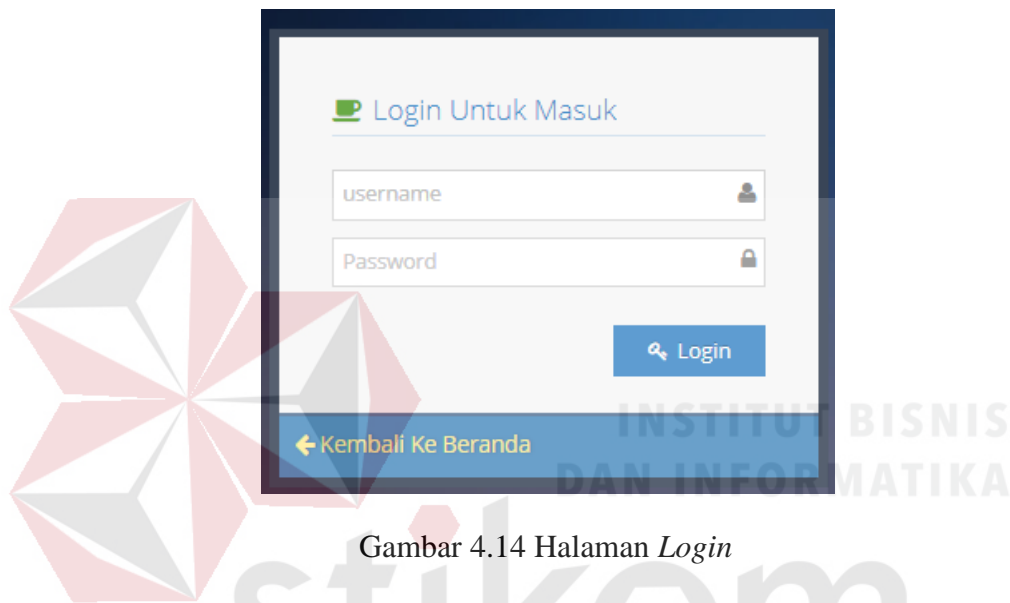 Login Untuk Masuk
username
Password
Login
Kembali Ke Beranda
INSTITUT BISNIS
DAN INFORMATIKA
Gambar 4.14 Halaman Login
stikom